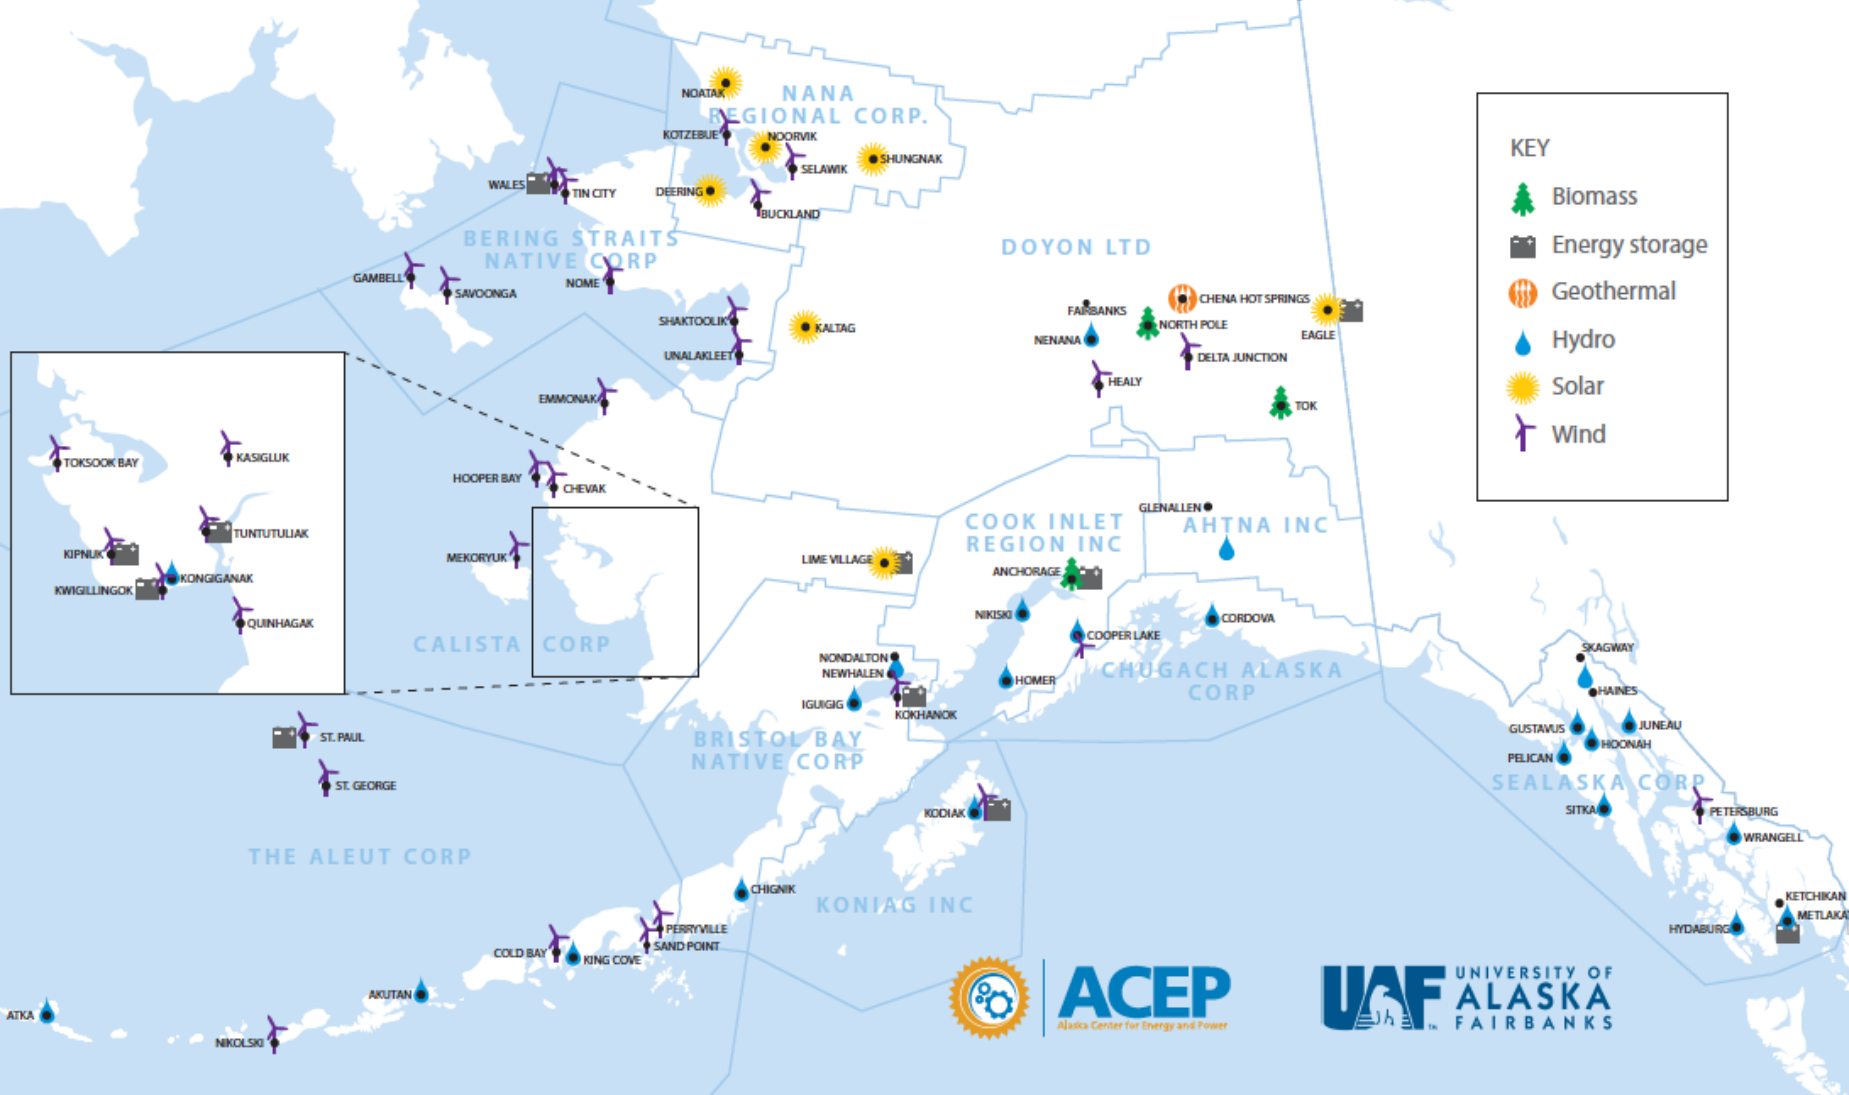 NOATAK
NANA
REGIONAL CORP.
KOTZEBUE
NOORVIK
SELAWIK
SHUNGNAK
WALES
TIN CITY
DEERING
BUCKLAND
BERING STRAITS
NATIVE CORP
GAMBELL
SAVOONGA
NOME
SHAKTOOLIK
UNALAKLEET
KALTAG
EMMONAK
DOYON LTD
FAIRBANKS
CHENA HOT SPRINGS
NENANA
NORTH POLE
EAGLE
DELTA JUNCTION
HEALY
TOK
KEY
Biomass
Energy storage
Geothermal
Hydro
Solar
Wind
TOKSOOK BAY
KASIGLUK
TUNTUTULIAK
KIPNUK
KONGIGANAK
KWIGILLINGOK
QUINHAGAK
HOOPER BAY
CHEVAK
MEKORYUK
CALISTA CORP
GLENALLEN
COOK INLET
REGION INC
AHTNA INC
LIME VILLAGE
ANCHORAGE
NIKISKI
COOPER LAKE
CORDOVA
CHUGACH ALASKA
CORP
HOMER
NONDALTON
NEWHALEN
IGUIGIG
KOKHANOK
BRISTOL BAY
NATIVE CORP
ST. PAUL
ST. GEORGE
THE ALEUT CORP
KODIAK
KONIAG INC
CHIGNIK
PERRYVILLE
SAND POINT
COLD BAY
KING COVE
AKUTAN
ATKA
NIKOLSKI
SKAGWAY
HAINES
GUSTAVUS
JUNEAU
HOONAH
PELICAN
SEALASKA CORP
SITKA
PETERSBURG
WRANGELL
KETCHIKAN
METLAKA
HYDABURG
ACEP
Alaska Center for Energy and Power
UAF
UNIVERSITY OF
ALASKA
FAIRBANKS